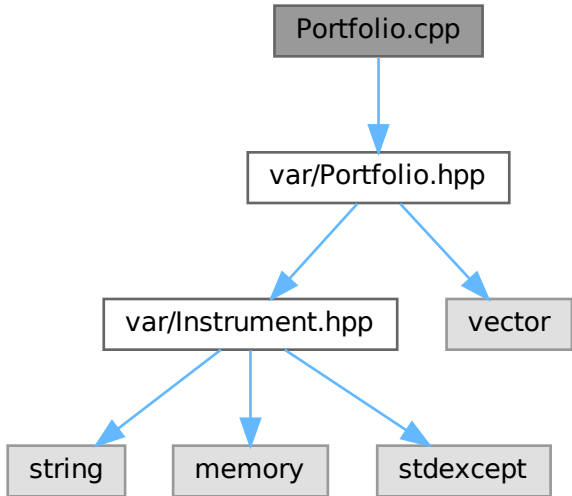 Portfolio.cpp
var/Portfolio.hpp
var/Instrument.hpp
vector
string
memory
stdexcept